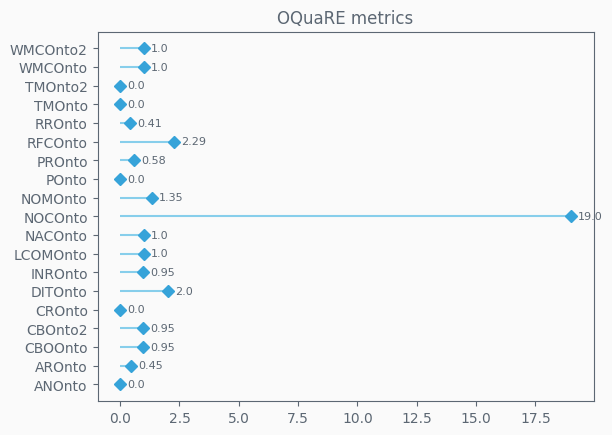 OQuaRE metrics
WMCOnto2 1.0
WMCOnto 1.0
TMOnto2 0.0
TMOnto 0.0
RROnto 0.41
RFCOnto 2.29
PROnto 0.58
POnto 0.0
NOMOnto 1.35
NOCOnto 19.0
NACOnto 1.0
LCOMOnto 1.0
INROnto 0.95
DITOnto 2.0
CROnto 0.0
CBOnto2 0.95
CBOOnto 0.95
AROnto 0.45
ANOnto 0.0
0.0 2.5 5.0 7.5 10.0 12.5 15.0 17.5